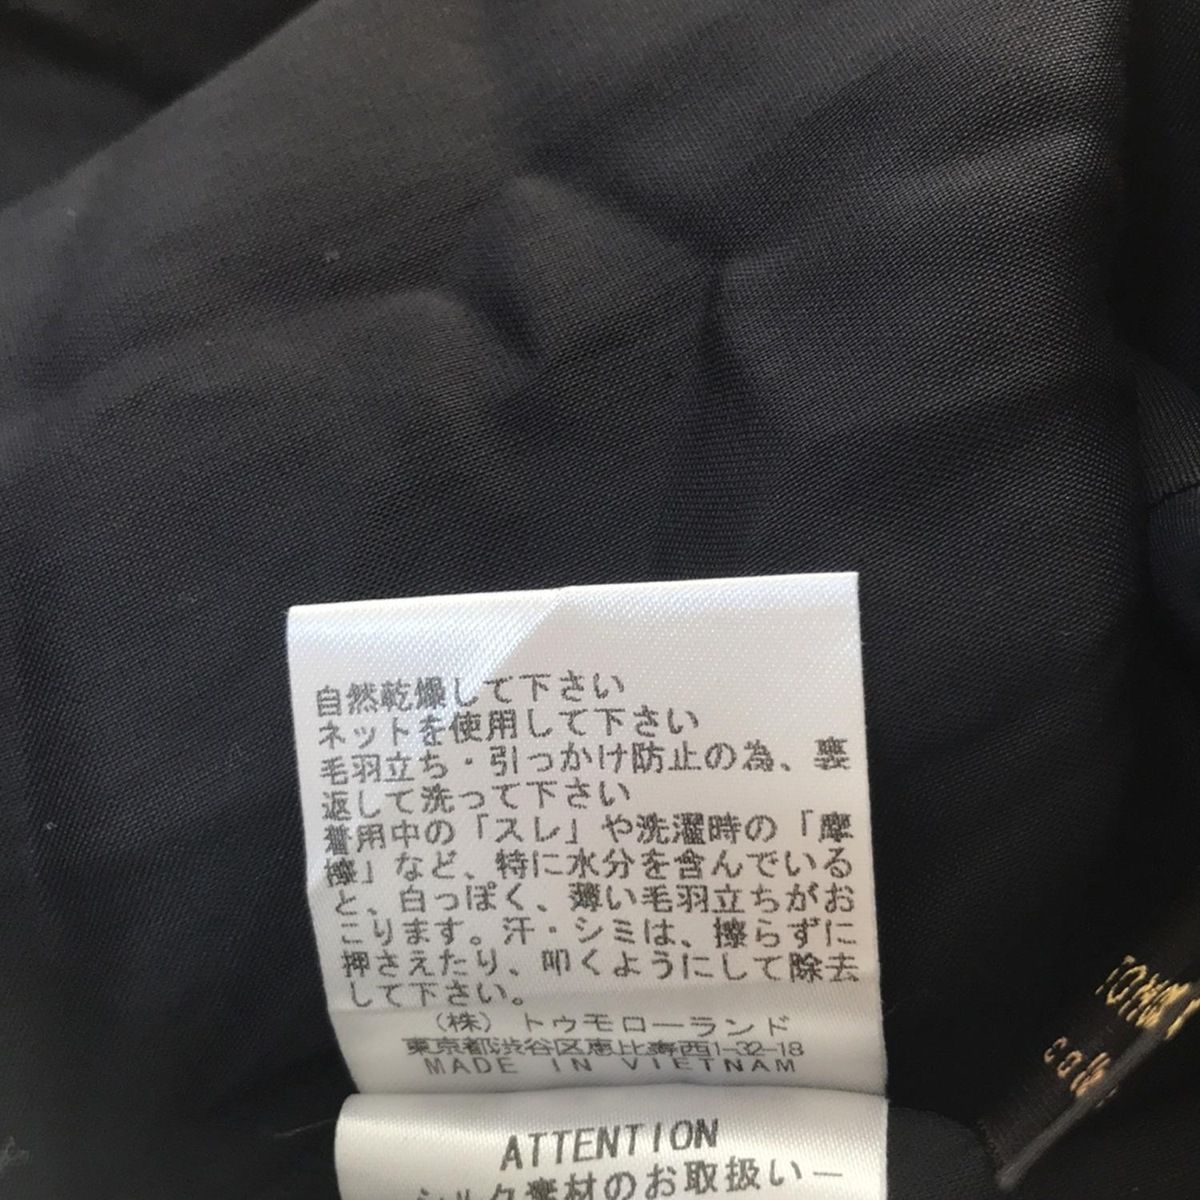 自然乾燥して下さい
ネットを使用して下さい
毛羽立ち・引っかけ防止の為、裏
返して洗って下さい
着用中の「スレ」や洗濯時の「摩
擦」など、特に水分を含んでいる
と、白っぽく、薄い毛羽立ちがお
こります。汗・シミは、擦らずに
押さえたり、叩くようにして除去
して下さい。
(株) トゥモローランド
東京都渋谷区恵比寿西1-32-18
MADE IN VIETNAM
ATTENTION
シルク素材のお取扱い一